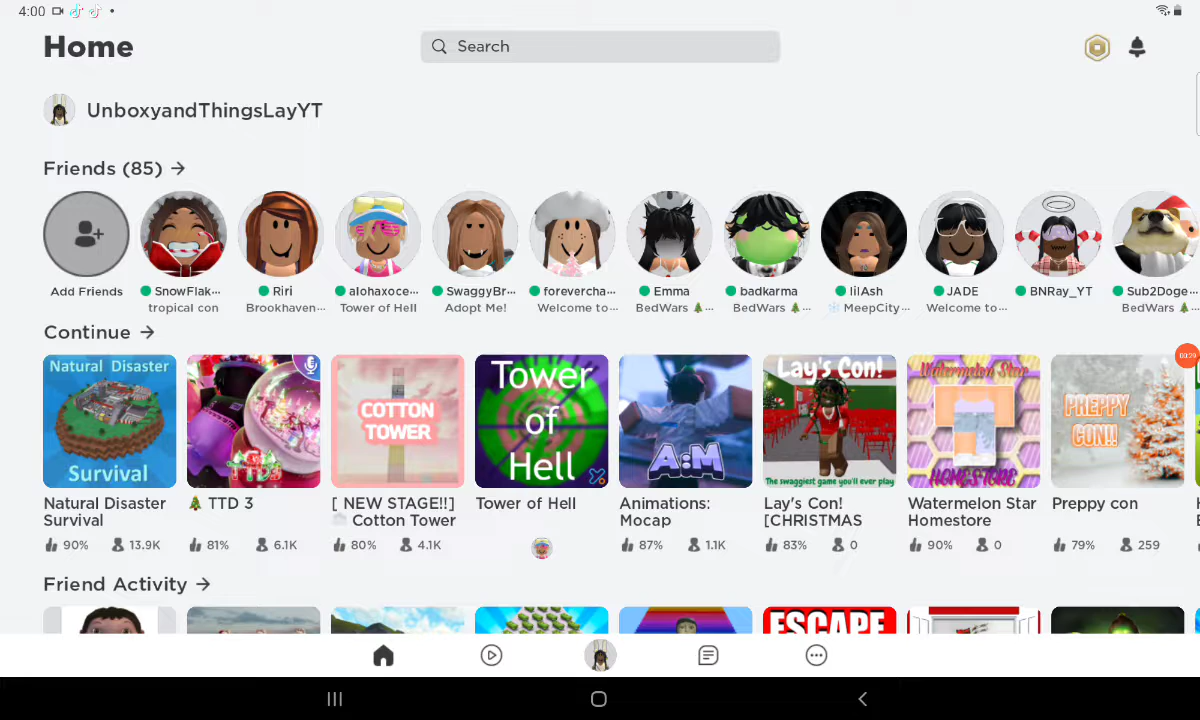 4:00
Home
Search
UnboxyandThingsLayYT
Friends (85) →
Add Friends
SnowFlak...
tropical con
Riri
Brookhaven...
alohaxoce...
Tower of Hell
SwaggyBr...
Adopt Me!
forevercha...
Welcome to...
Emma
BedWars 🎄...
badkarma
BedWars 🎄...
lilAsh
❄️ MeepCity...
JADE
Welcome to...
BNRay_YT
Sub2Doge...
BedWars 🎄...
Continue →
00:29
Natural Disaster
Survival
TTD3
COTTON
TOWER
Tower
of
Hell
A:M
Lay's Con!
The swaggiest game you'll ever play
Watermelon Star
HOMESTORE
PREPPY
CON!!
Natural Disaster
Survival
🎄 TTD 3
[ NEW STAGE!!]
Cotton Tower
Tower of Hell
Animations:
Mocap
Lay's Con!
[CHRISTMAS
Watermelon Star
Homestore
Preppy con
90% 13.9K
81% 6.1K
80% 4.1K
87% 1.1K
83% 0
90% 0
79% 259
Friend Activity →
ESCAPE